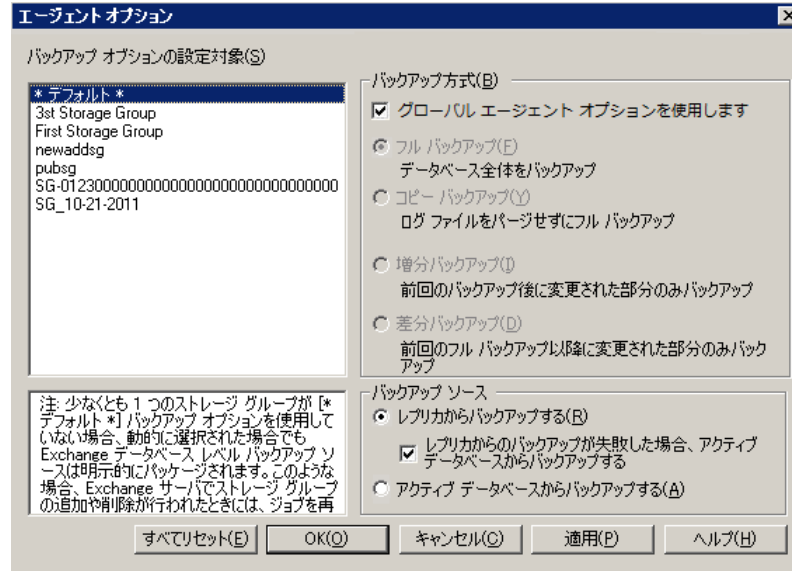 エージェント オプション
バックアップ オプションの設定対象(S)
* デフォルト *
3st Storage Group
First Storage Group
newaddsg
pubsg
SG-01230000000000000000000000000000
SG_10-21-2011
注: 少なくとも 1 つのストレージ グループが [*
デフォルト *] バックアップ オプションを使用して
いない場合、動的に選択された場合でも
Exchange データベース レベル バックアップ ソ
ースは明示的にパッケージされます。このような
場合、Exchange サーバでストレージ グループ
の追加や削除が行われたときには、ジョブを再
バックアップ方式(B)
グローバル エージェント オプションを使用します
フル バックアップ(F)
データベース全体をバックアップ
コピー バックアップ(Y)
ログ ファイルをパージせずにフル バックアップ
増分バックアップ(I)
前回のバックアップ後に変更された部分のみバックアップ
差分バックアップ(D)
前回のフル バックアップ以降に変更された部分のみバック
アップ
バックアップ ソース
レプリカからバックアップする(R)
レプリカからのバックアップが失敗した場合、アクティブ
データベースからバックアップする
アクティブ データベースからバックアップする(A)
すべてリセット(E)
OK(O)
キャンセル(C)
適用(P)
ヘルプ(H)